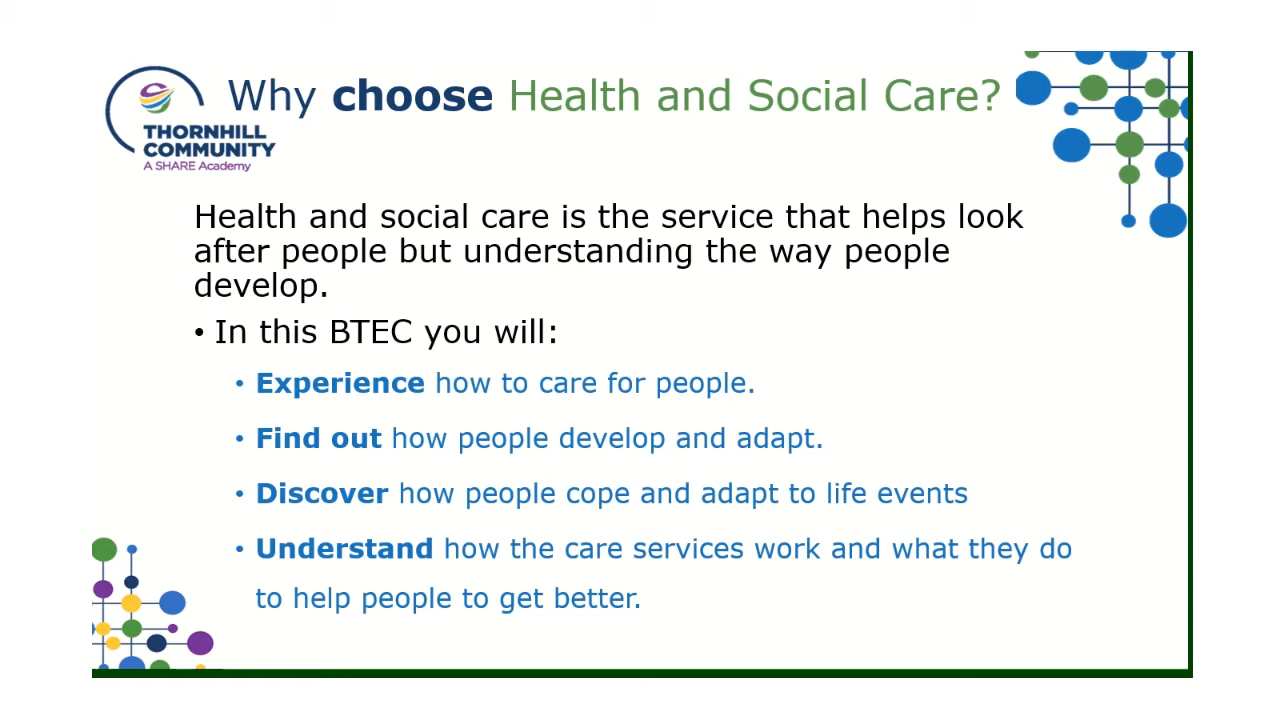 Why choose Health and Social Care?
THORNHILL
COMMUNITY
A SHARE Academy
Health and social care is the service that helps look
after people but understanding the way people
develop.
• In this BTEC you will:
• Experience how to care for people.
• Find out how people develop and adapt.
• Discover how people cope and adapt to life events
• Understand how the care services work and what they do
to help people to get better.